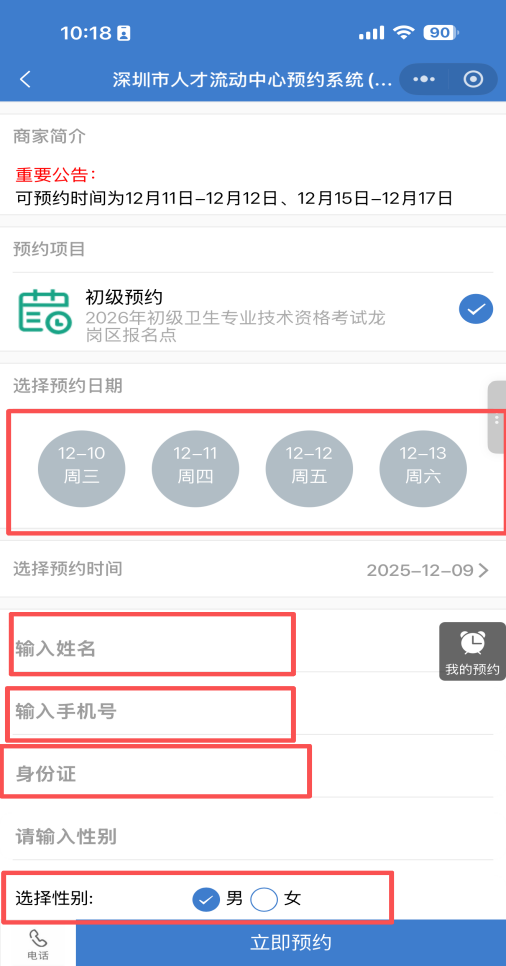 10:18
90
深圳市人才流动中心预约系统 (...
商家简介
重要公告:
可预约时间为12月11日–12月12日、12月15日–12月17日
预约项目
初级预约
2026年初级卫生专业技术资格考试龙
岗区报名点
选择预约日期
12–10 12–11 12–12 12–13
周三 周四 周五 周六
选择预约时间 2025–12–09
输入姓名
我的预约
输入手机号
身份证
请输入性别
选择性别: 男 女
电话
立即预约